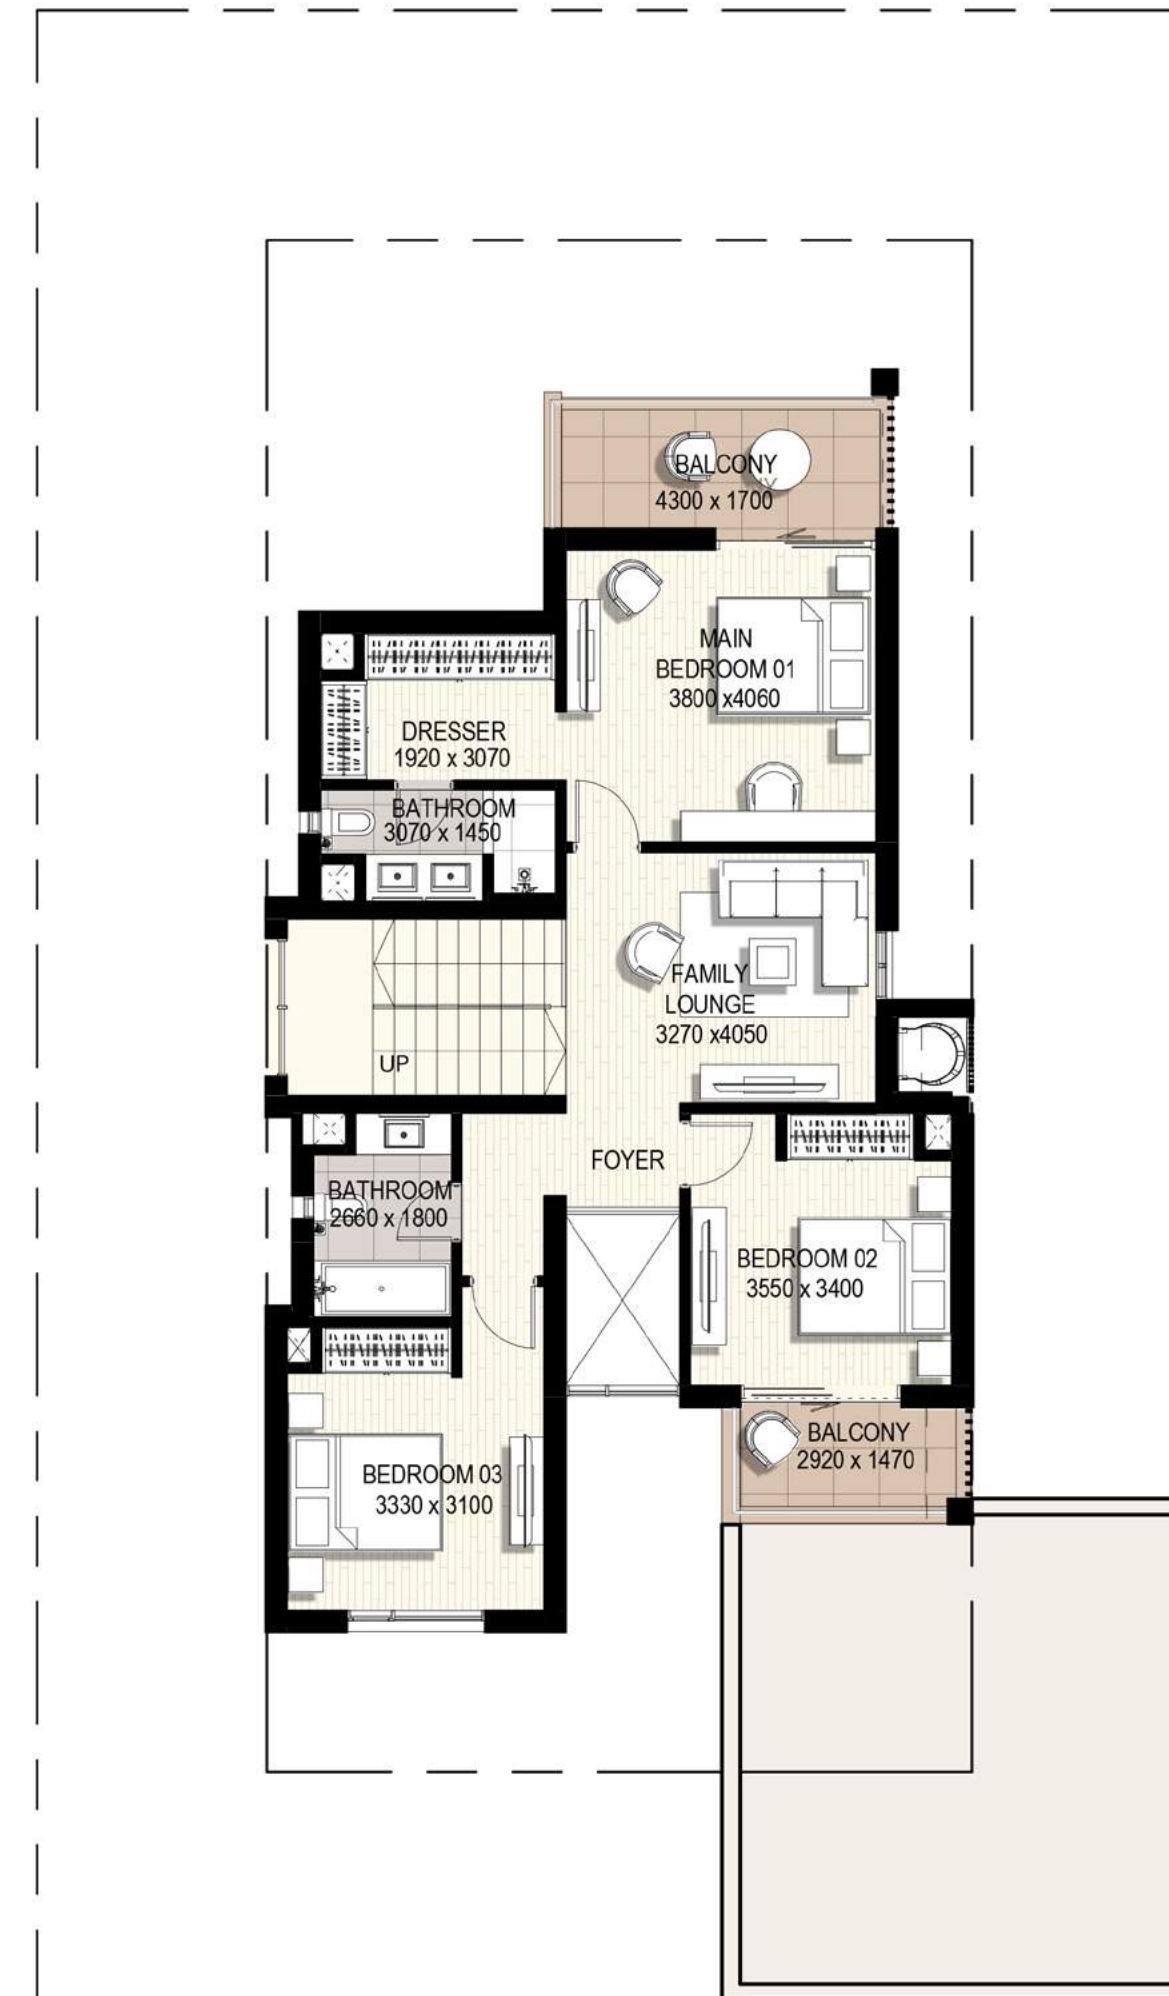 BALCONY
4300 x 1700
MAIN
BEDROOM 01
3800 x4060
DRESSER
1920 x 3070
BATHROOM
3070 x 1450
FAMILY
LOUNGE
3270 x4050
UP
FOYER
BATHROOM
2660 x 1800
BEDROOM 02
3550 x 3400
BALCONY
2920 x 1470
BEDROOM 03
3330 x 3100